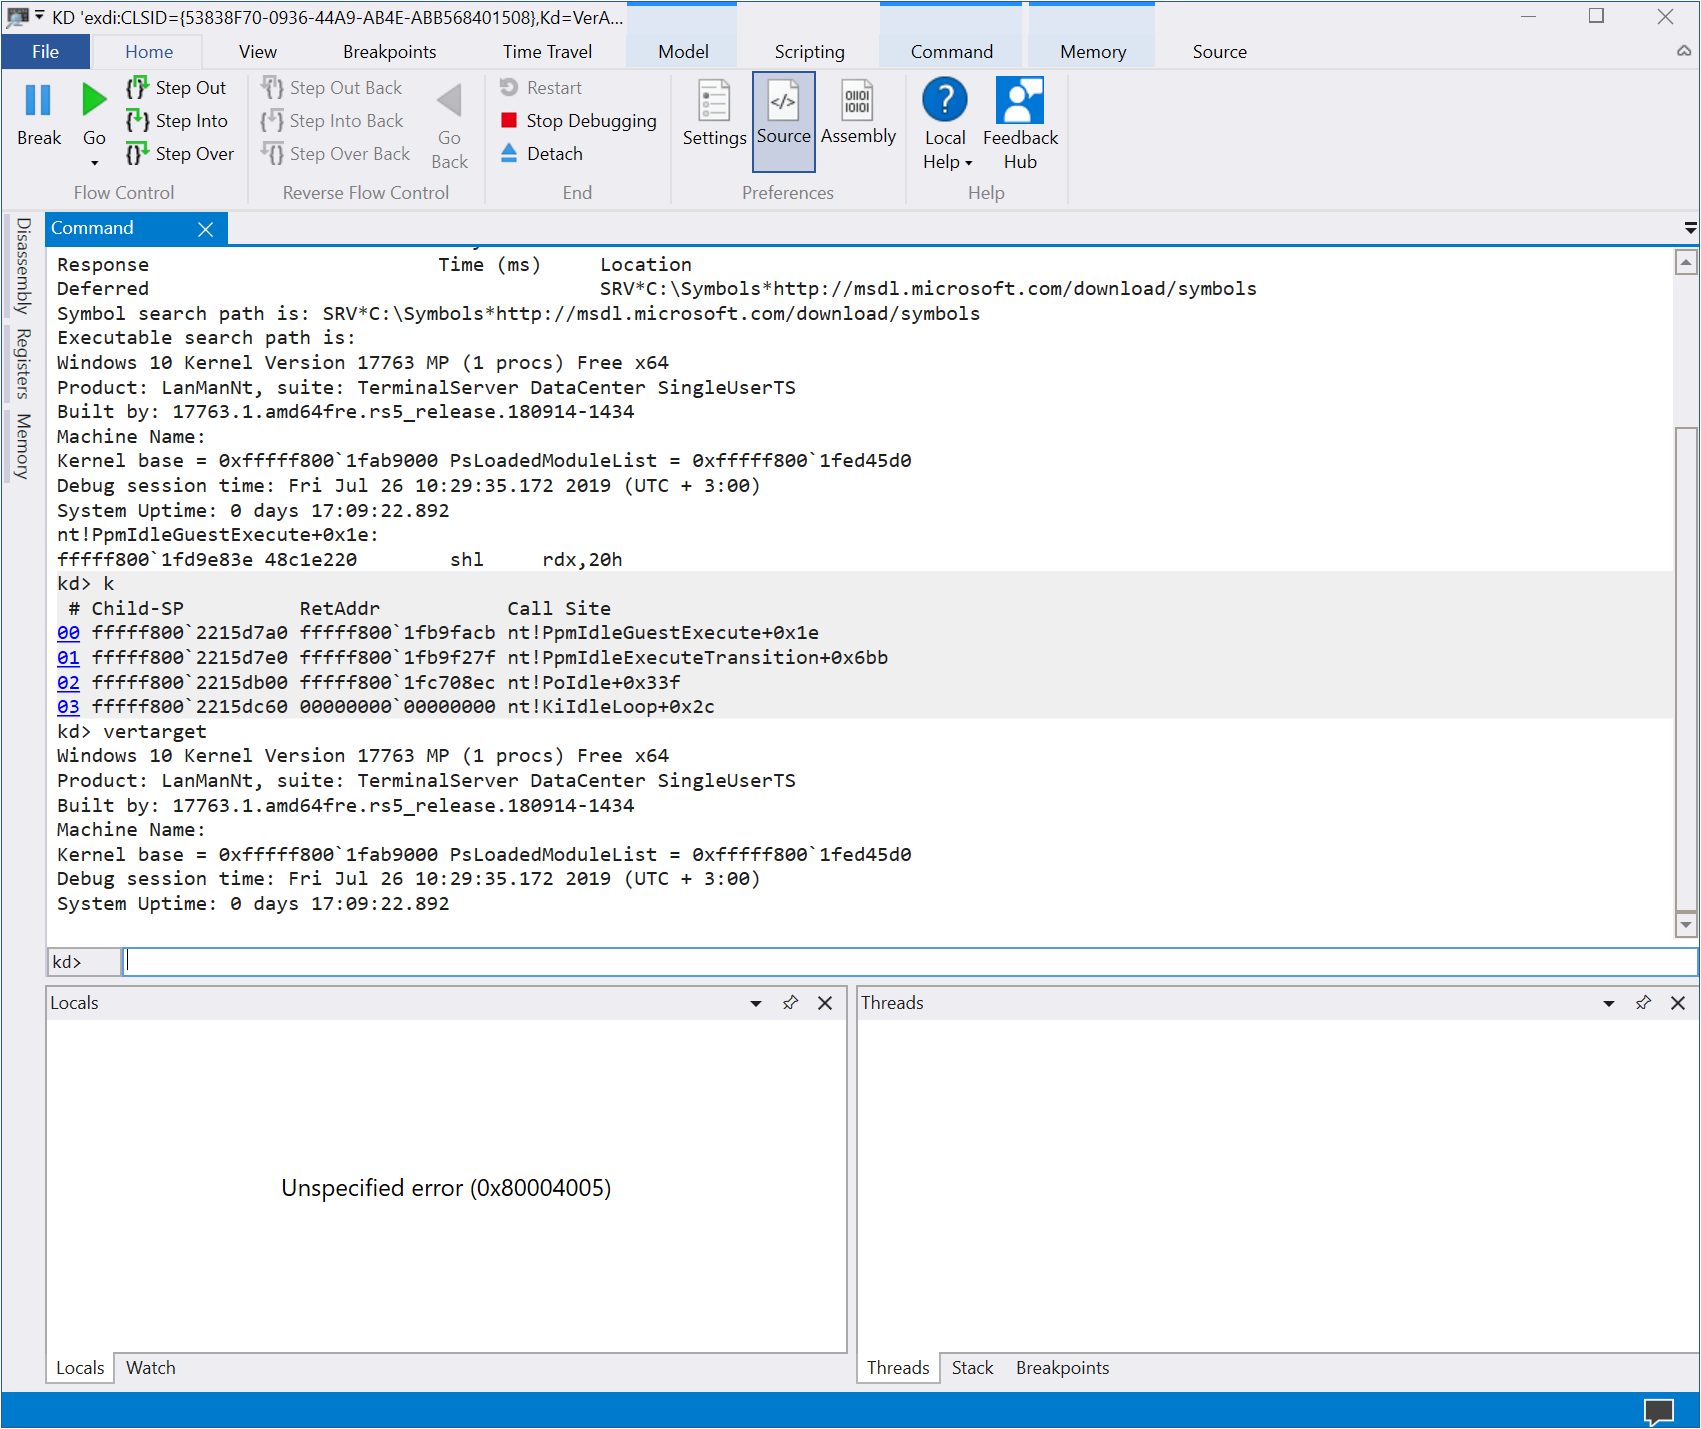 KD 'exdi:CLSID={53838F70-0936-44A9-AB4E-ABB568401508},Kd=VerA...
File Home View Breakpoints Time Travel Model Scripting Command Memory Source
Break
Go
Step Out
Step Into
Step Over
Flow Control
Step Out Back
Step Into Back
Step Over Back
Go Back
Reverse Flow Control
Restart
Stop Debugging
Detach
End
Settings
Source
Assembly
Preferences
Local Help
Feedback Hub
Help
Disassembly
Registers
Memory
Command
Response Time (ms) Location
Deferred SRV*C:\Symbols*http://msdl.microsoft.com/download/symbols
Symbol search path is: SRV*C:\Symbols*http://msdl.microsoft.com/download/symbols
Executable search path is:
Windows 10 Kernel Version 17763 MP (1 procs) Free x64
Product: LanManNt, suite: TerminalServer DataCenter SingleUserTS
Built by: 17763.1.amd64fre.rs5_release.180914-1434
Machine Name:
Kernel base = 0xfffff800`1fab9000 PsLoadedModuleList = 0xfffff800`1fed45d0
Debug session time: Fri Jul 26 10:29:35.172 2019 (UTC + 3:00)
System Uptime: 0 days 17:09:22.892
nt!PpmIdleGuestExecute+0x1e:
fffff800`1fd9e83e 48c1e220 shl rdx,20h
kd> k
# Child-SP RetAddr Call Site
00 fffff800`2215d7a0 fffff800`1fb9facb nt!PpmIdleGuestExecute+0x1e
01 fffff800`2215d7e0 fffff800`1fb9f27f nt!PpmIdleExecuteTransition+0x6bb
02 fffff800`2215db00 fffff800`1fc708ec nt!PoIdle+0x33f
03 fffff800`2215dc60 00000000`00000000 nt!KiIdleLoop+0x2c
kd> vertarget
Windows 10 Kernel Version 17763 MP (1 procs) Free x64
Product: LanManNt, suite: TerminalServer DataCenter SingleUserTS
Built by: 17763.1.amd64fre.rs5_release.180914-1434
Machine Name:
Kernel base = 0xfffff800`1fab9000 PsLoadedModuleList = 0xfffff800`1fed45d0
Debug session time: Fri Jul 26 10:29:35.172 2019 (UTC + 3:00)
System Uptime: 0 days 17:09:22.892
kd>
Locals
Unspecified error (0x80004005)
Locals Watch
Threads
Threads Stack Breakpoints